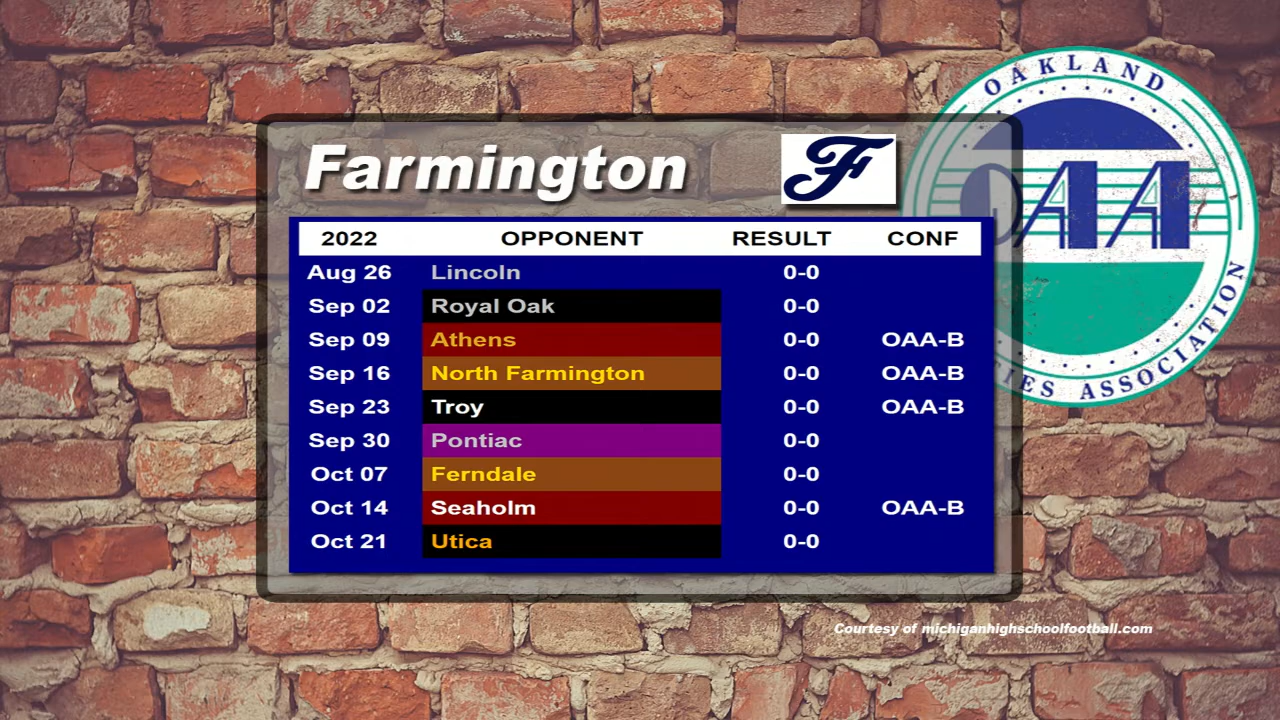 OAKLAND
Farmington
F
OAA
2022 OPPONENT RESULT CONF
Aug 26 Lincoln 0-0
Sep 02 Royal Oak 0-0
Sep 09 Athens 0-0 OAA-B
Sep 16 North Farmington 0-0 OAA-B
Sep 23 Troy 0-0 OAA-B
Sep 30 Pontiac 0-0
Oct 07 Ferndale 0-0
Oct 14 Seaholm 0-0 OAA-B
Oct 21 Utica 0-0
TIES ASSOCIATION
Courtesy of michiganhighschoolfootball.com